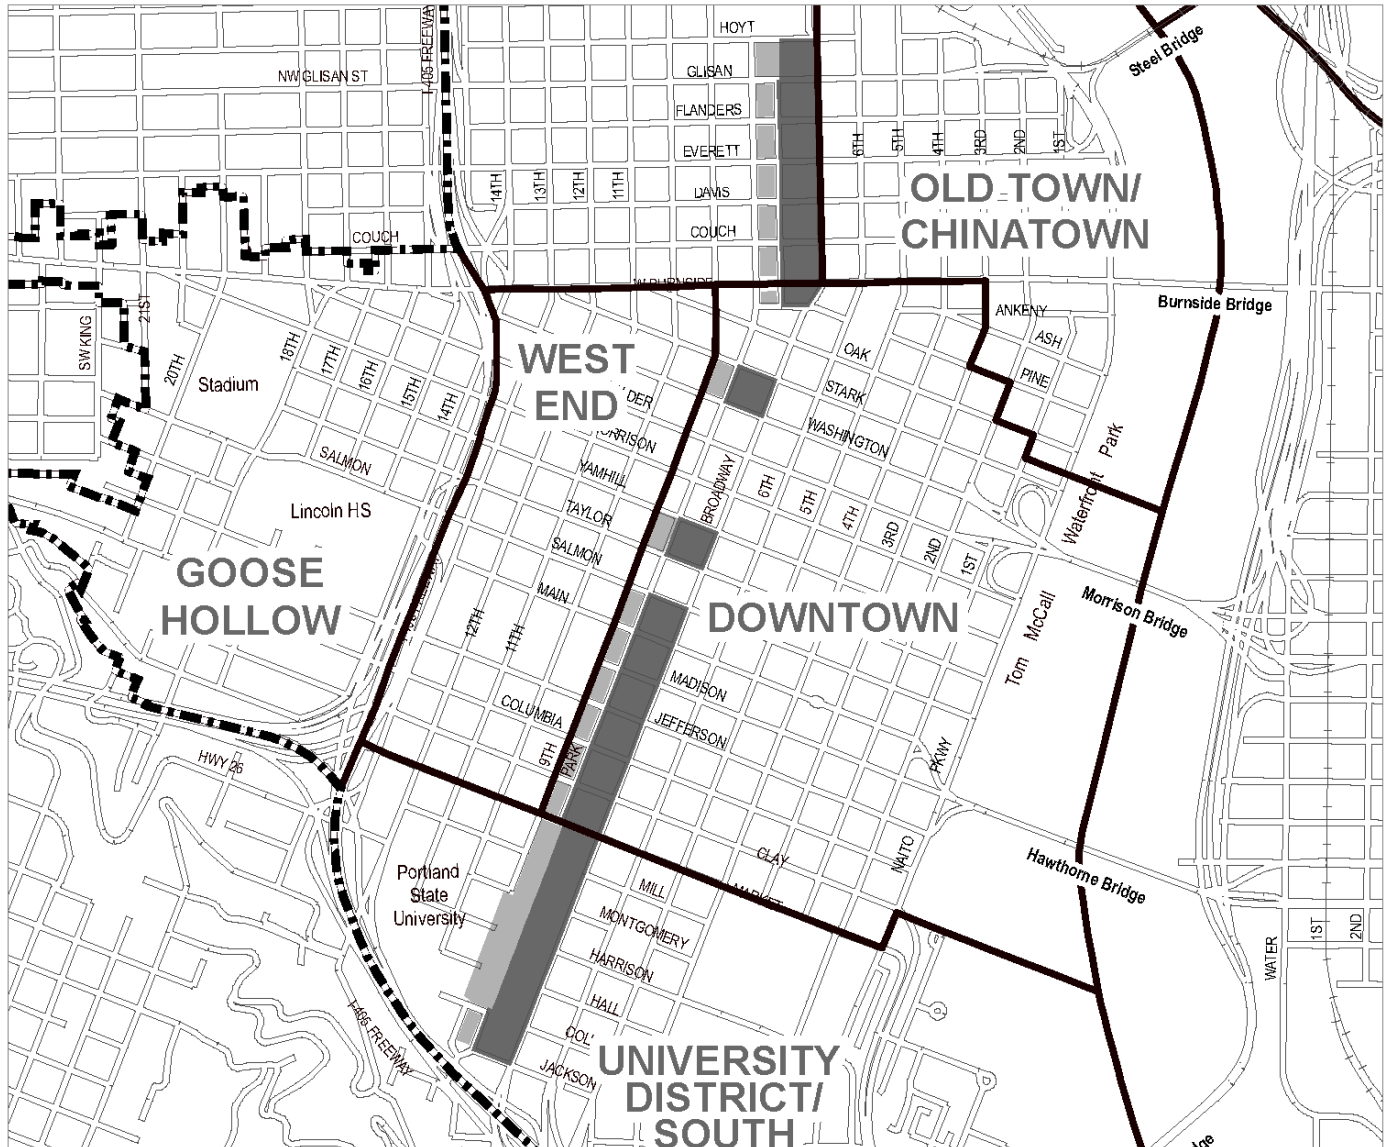 HOYT
I-405 FREEWAY
Steel Bridge
NW GLISAN ST
GLISAN
FLANDERS
EVERETT
6TH
5TH
4TH
3RD
2ND
1ST
14TH
13TH
12TH
11TH
DAVIS
OLD TOWN/
CHINATOWN
COUCH
COUCH
W BURNSIDE
Burnside Bridge
ANKENY
ASH
PINE
21ST
SW KING
20TH
18TH
17TH
16TH
15TH
14TH
Stadium
WEST
END
OAK
STARK
WASHINGTON
YAMHILL
TAYLOR
SALMON
MAIN
SALMON
Lincoln HS
BROADWAY
6TH
5TH
4TH
3RD
2ND
1ST
Tom McCall Waterfront Park
GOOSE
HOLLOW
DOWNTOWN
Morrison Bridge
12TH
11TH
MADISON
JEFFERSON
COLUMBIA
9TH
PARK
HWY 26
NAITO
PKWY
CLAY
MARKET
Hawthorne Bridge
Portland
State
University
MILL
MONTGOMERY
HARRISON
HALL
JACKSON
WATER
1ST
2ND
I-405 FREEWAY
UNIVERSITY
DISTRICT/
SOUTH